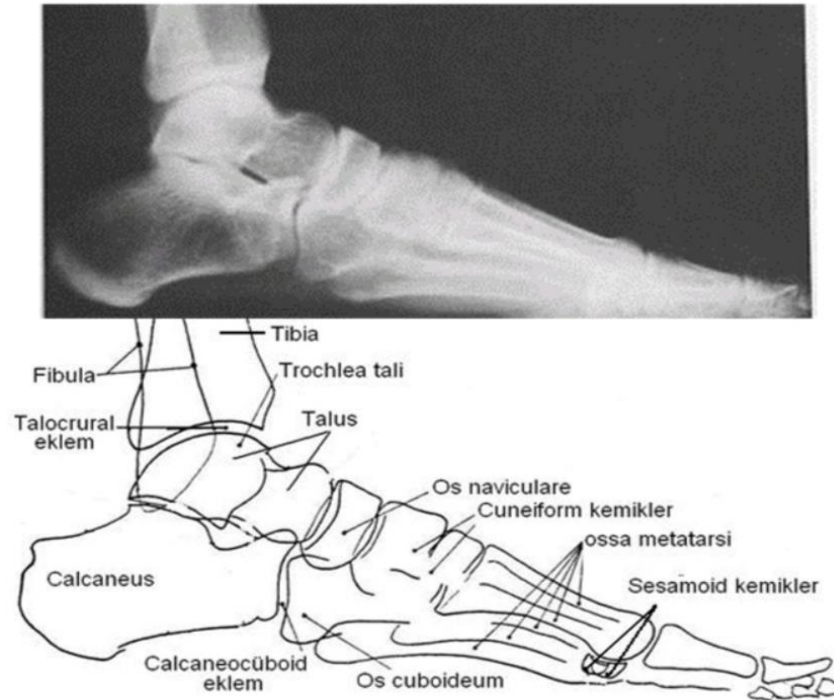 Tibia
Fibula
Trochlea tali
Talocrural
eklem
Talus
Os naviculare
Cuneiform kemikler
ossa metatarsi
Calcaneus
Sesamoid kemikler
Calcaneocüboid
eklem
Os cuboideum